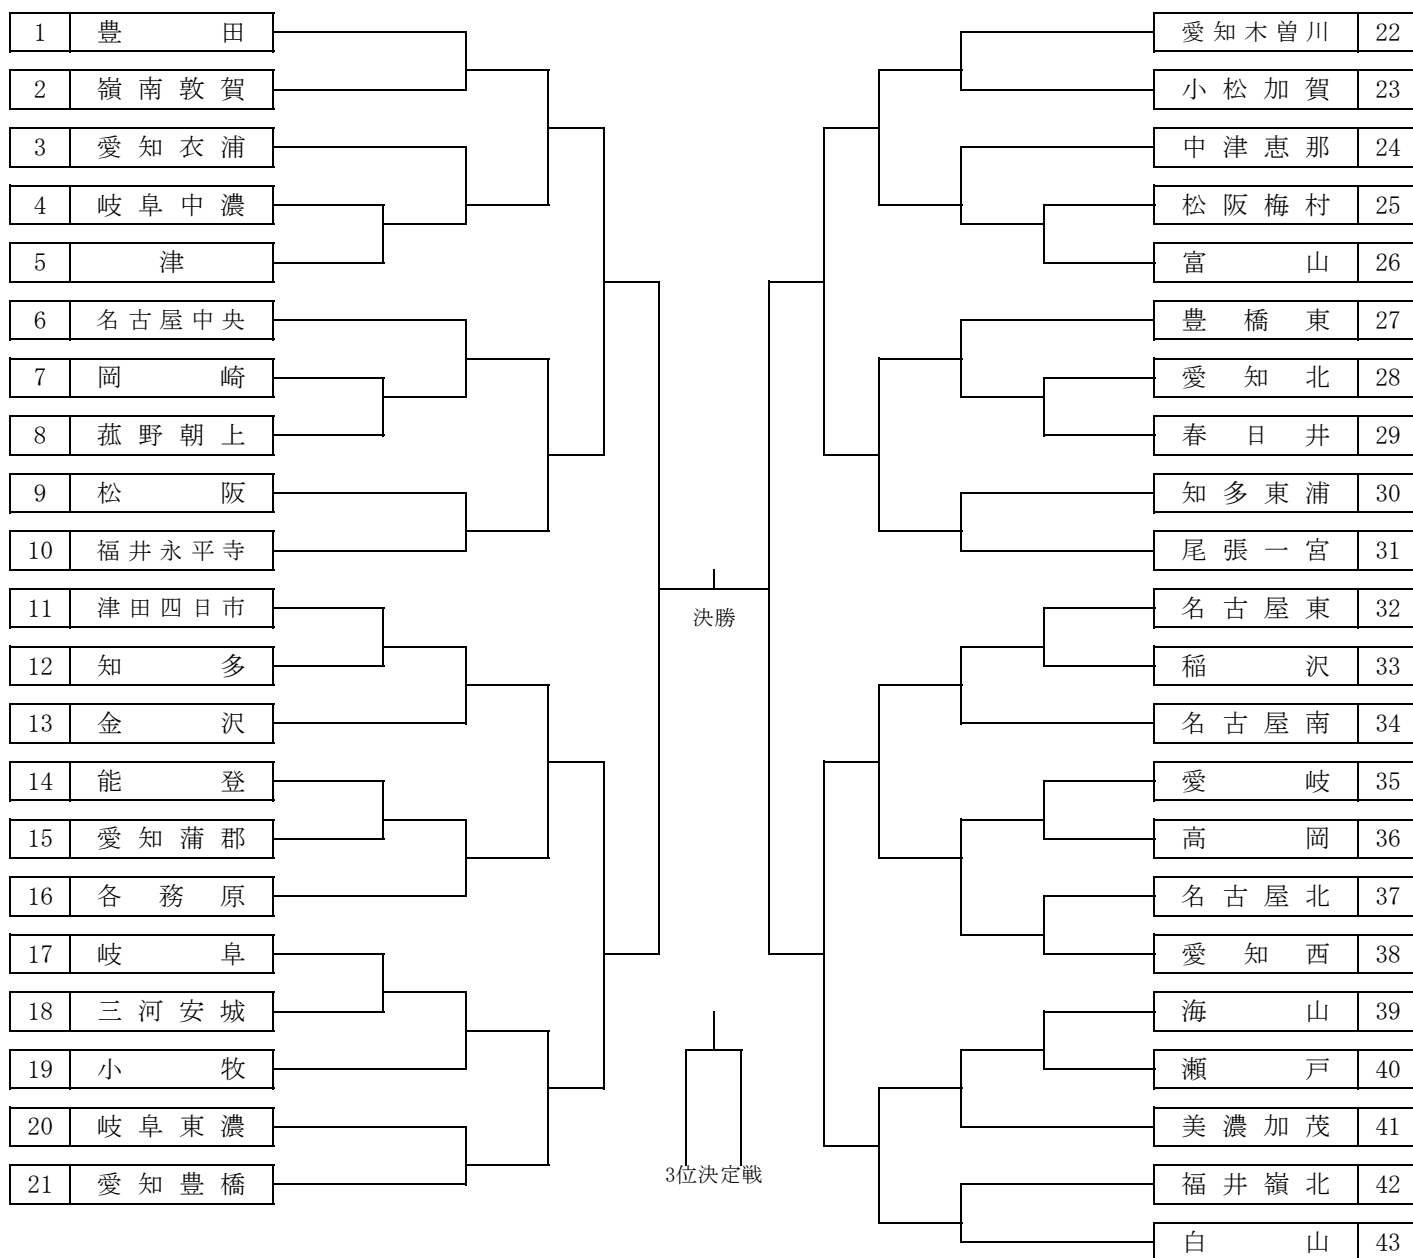 1 豊田
2 嶺南敦賀
3 愛知衣浦
4 岐阜中濃
5 津
6 名古屋中央
7 岡崎
8 菰野朝上
9 松阪
10 福井永平寺
11 津田四日市
12 知多
13 金沢
14 能登
15 愛知蒲郡
16 各務原
17 岐阜
18 三河安城
19 小牧
20 岐阜東濃
21 愛知豊橋
決勝
3位決定戦
愛知木曽川 22
小松加賀 23
中津恵那 24
松阪梅村 25
富山 26
豊橋東 27
愛知北 28
春日井 29
知多東浦 30
尾張一宮 31
名古屋東 32
稲沢 33
名古屋南 34
愛岐 35
高岡 36
名古屋北 37
愛知西 38
海山 39
瀬戸 40
美濃加茂 41
福井嶺北 42
白山 43